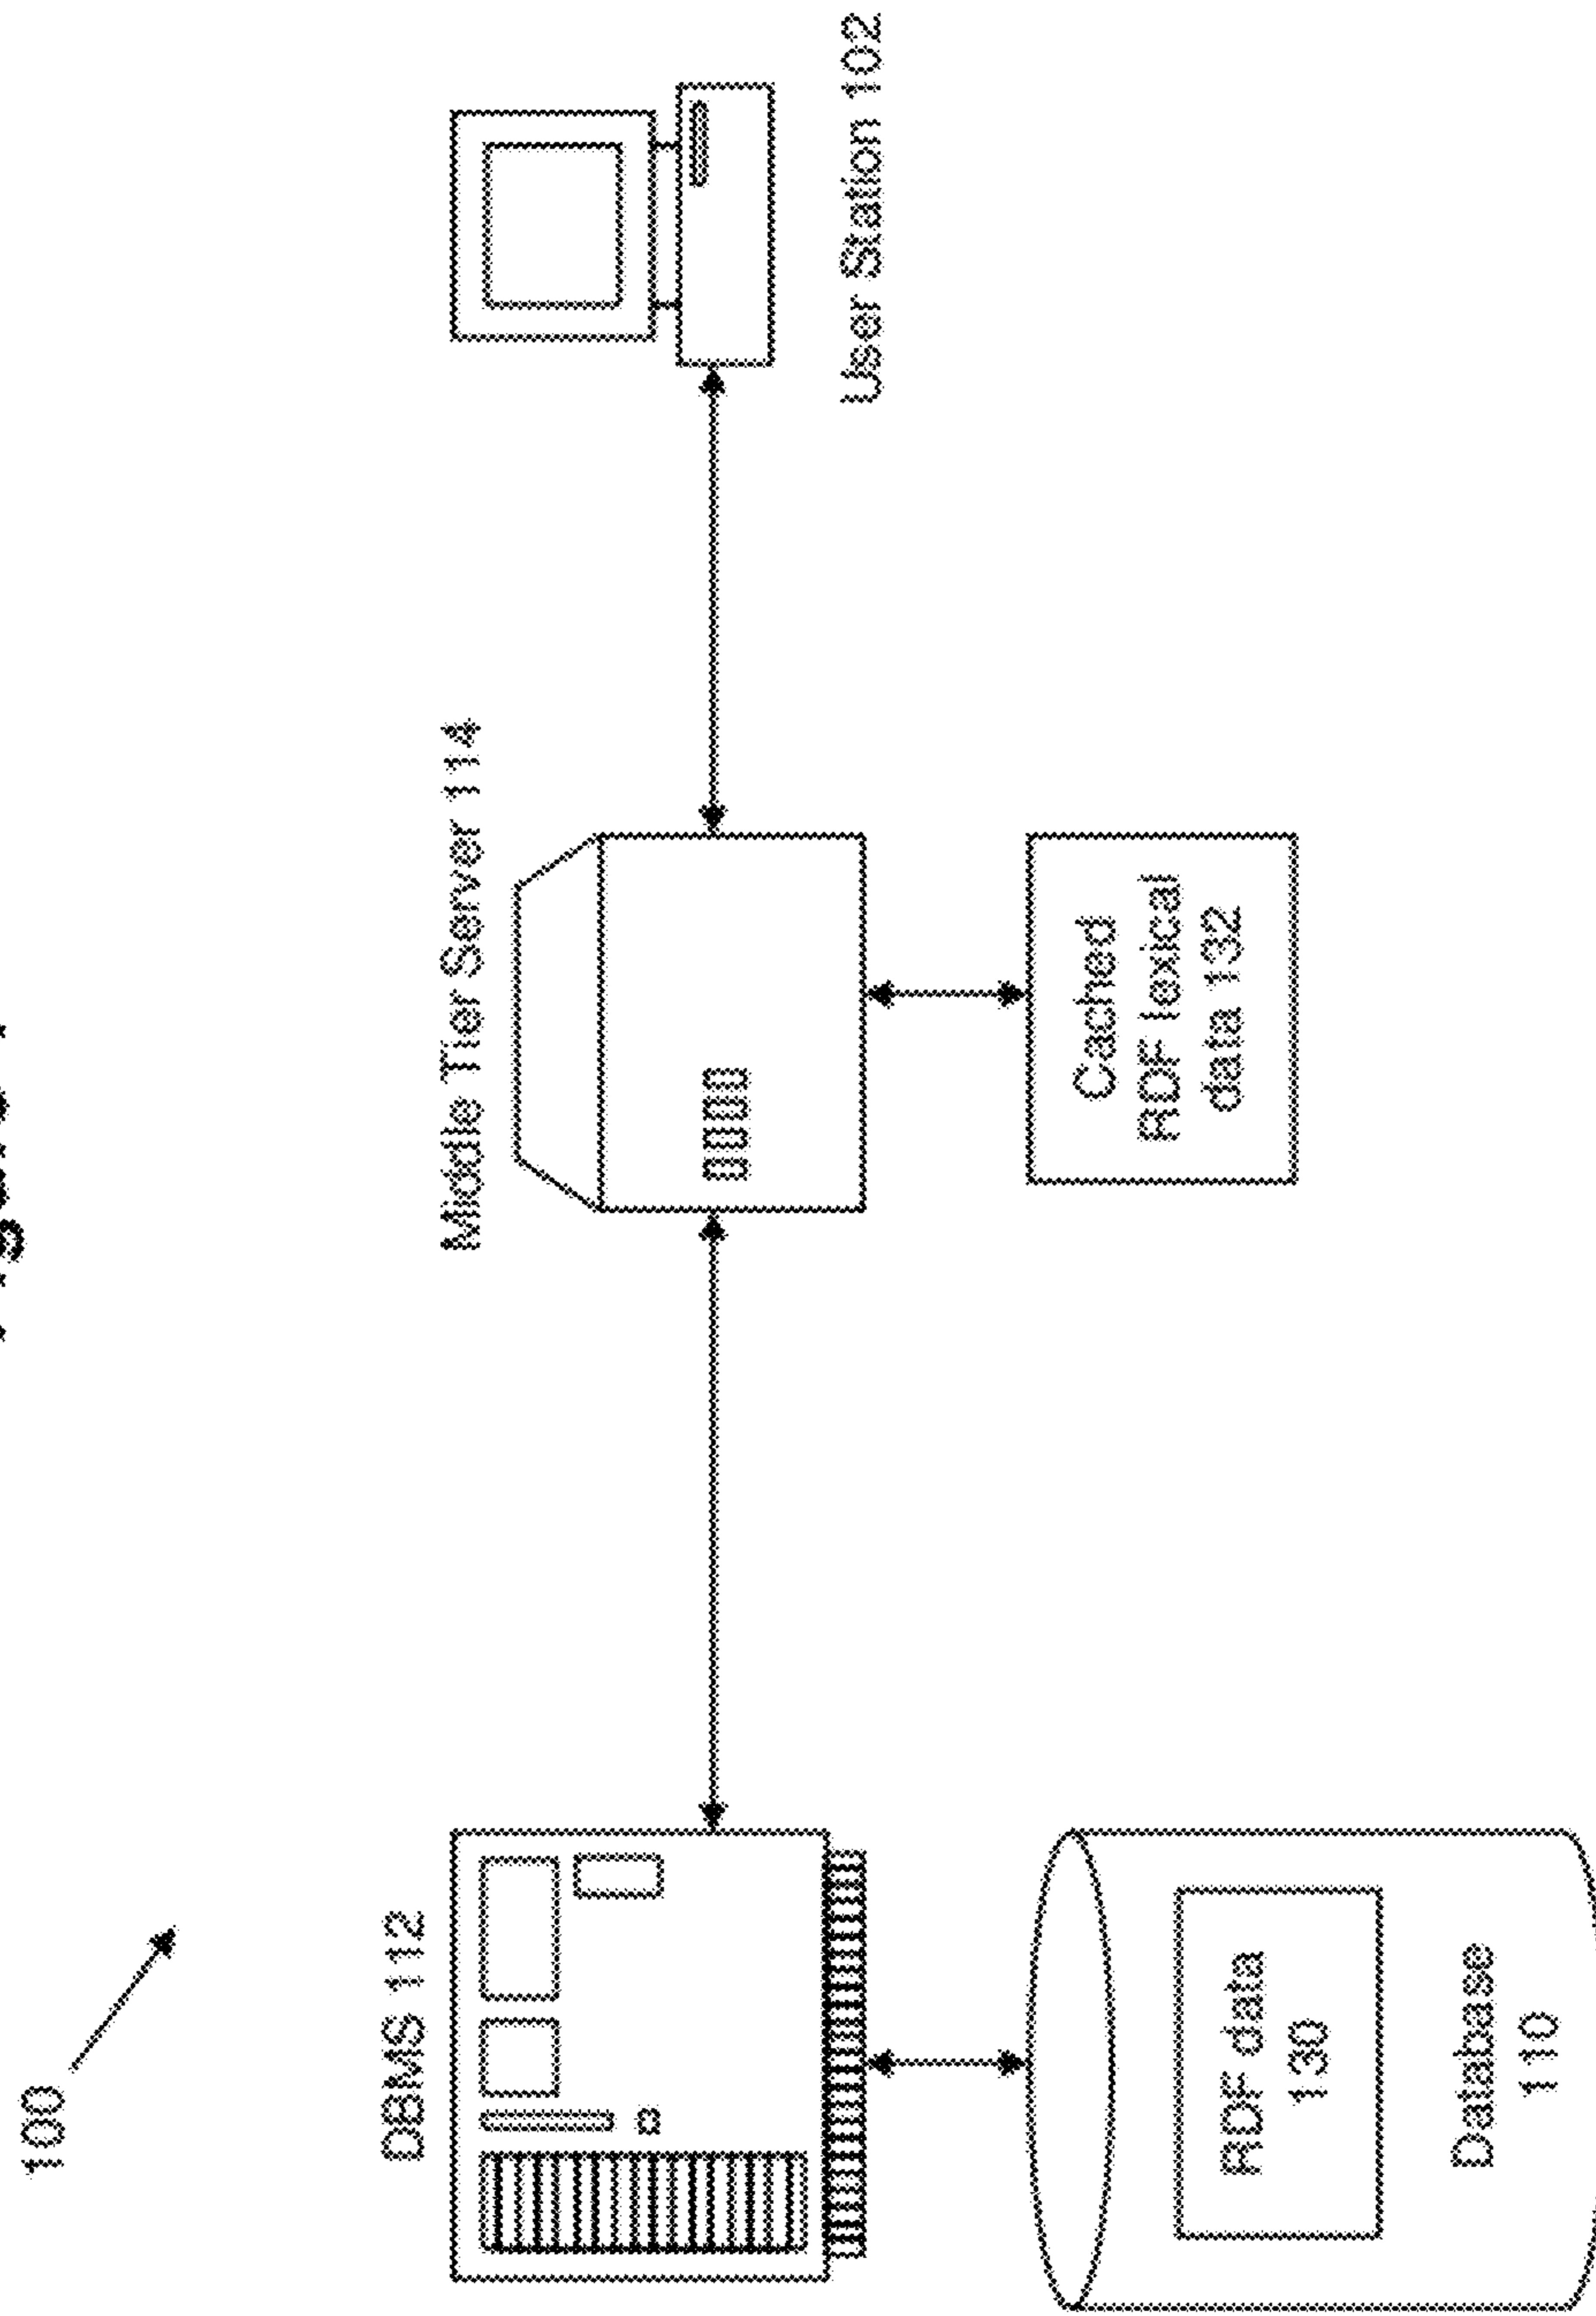 100
DBMS 112
Middle Tier Server 114
User Station 102
RDF data
130
Database
110
Cached
RDF lexical
data 132